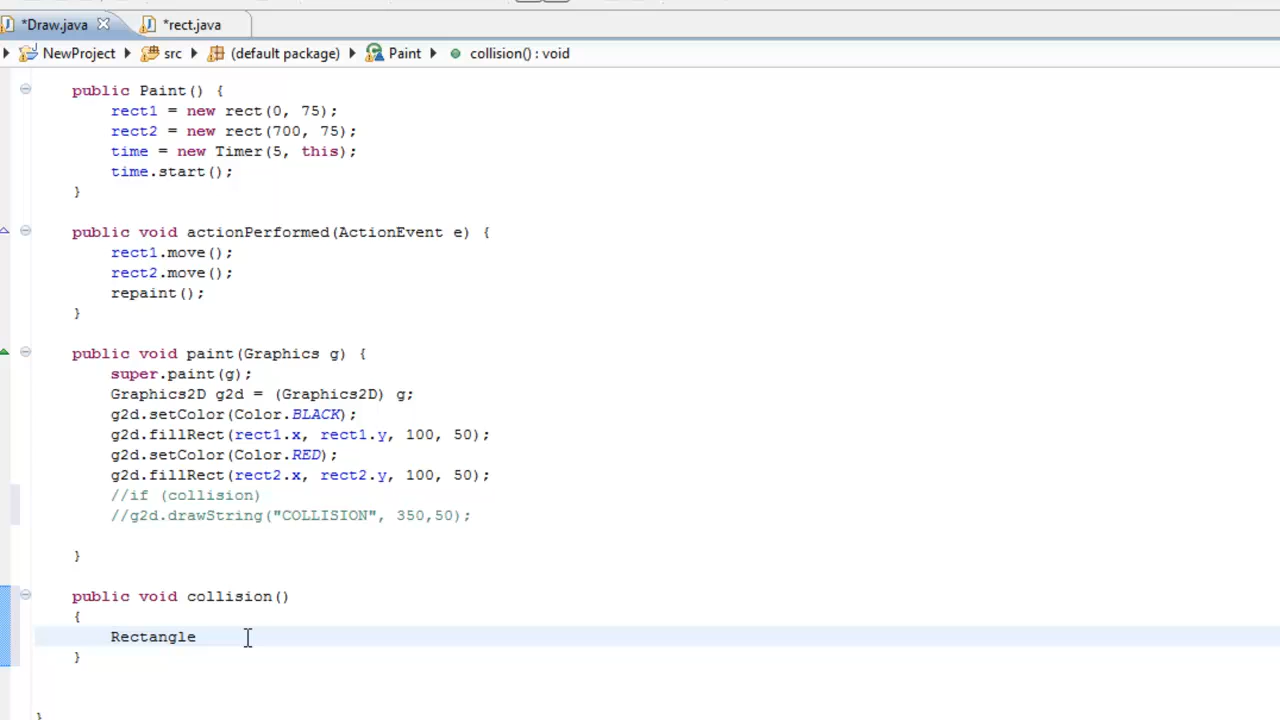 *Draw.java
*rect.java
NewProject src (default package) Paint collision() : void
public Paint() {
rect1 = new rect(0, 75);
rect2 = new rect(700, 75);
time = new Timer(5, this);
time.start();
}
public void actionPerformed(ActionEvent e) {
rect1.move();
rect2.move();
repaint();
}
public void paint(Graphics g) {
super.paint(g);
Graphics2D g2d = (Graphics2D) g;
g2d.setColor(Color.BLACK);
g2d.fillRect(rect1.x, rect1.y, 100, 50);
g2d.setColor(Color.RED);
g2d.fillRect(rect2.x, rect2.y, 100, 50);
//if (collision)
//g2d.drawString("COLLISION", 350,50);
}
public void collision()
{
Rectangle
}
}